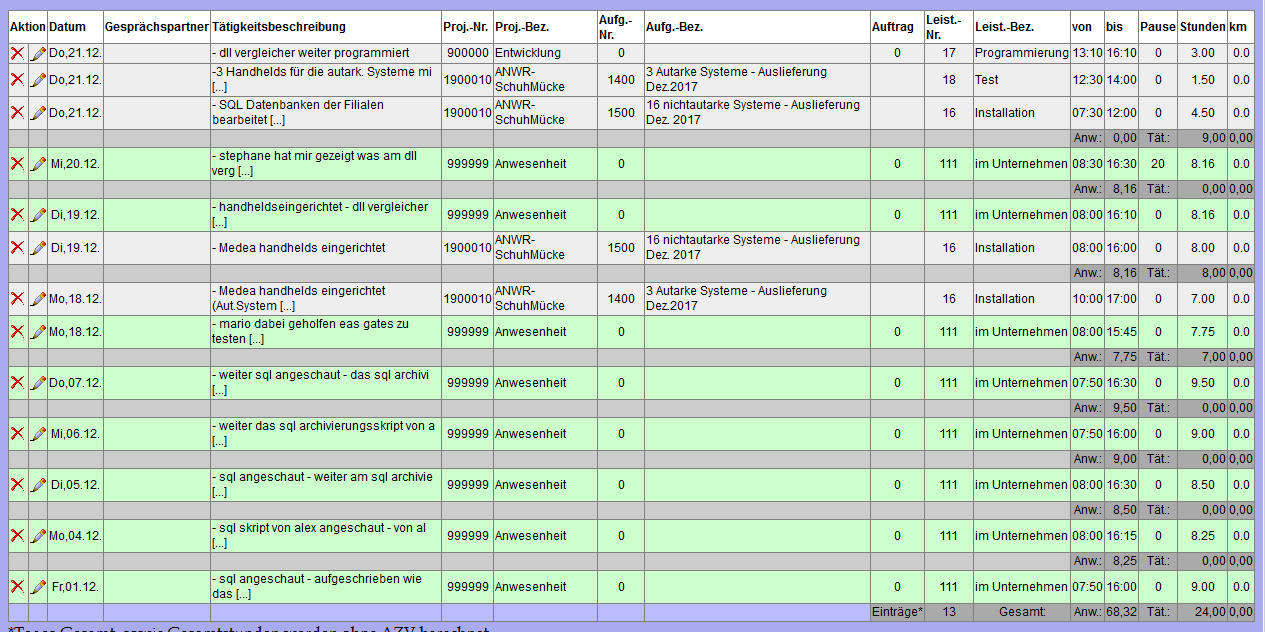 Aktion Datum Gesprächspartner Tätigkeitsbeschreibung Proj.-Nr. Proj.-Bez. Aufg.-Nr. Aufg.-Bez. Auftrag Leist.-Nr. Leist.-Bez. von bis Pause Stunden km
Do,21.12. - dll vergleicher weiter programmiert 900000 Entwicklung 0 0 17 Programmierung 13:10 16:10 0 3.00 0.0
Do,21.12. -3 Handhelds für die autark. Systeme mi [...] 1900010 ANWR-SchuhMücke 1400 3 Autarke Systeme - Auslieferung Dez.2017 18 Test 12:30 14:00 0 1.50 0.0
Do,21.12. - SQL Datenbanken der Filialen bearbeitet [...] 1900010 ANWR-SchuhMücke 1500 16 nichtautarke Systeme - Auslieferung Dez. 2017 16 Installation 07:30 12:00 0 4.50 0.0
Anw.: 0,00 Tät.: 9,00 0,00
Mi,20.12. - stephane hat mir gezeigt was am dll verg [...] 999999 Anwesenheit 0 0 111 im Unternehmen 08:30 16:30 20 8.16 0.0
Anw.: 8,16 Tät.: 0,00 0,00
Di,19.12. - handheldseingerichtet - dll vergleicher [...] 999999 Anwesenheit 0 0 111 im Unternehmen 08:00 16:10 0 8.16 0.0
Di,19.12. - Medea handhelds eingerichtet 1900010 ANWR-SchuhMücke 1500 16 nichtautarke Systeme - Auslieferung Dez. 2017 16 Installation 08:00 16:00 0 8.00 0.0
Anw.: 8,16 Tät.: 8,00 0,00
Mo,18.12. - Medea handhelds eingerichtet (Aut.System [...] 1900010 ANWR-SchuhMücke 1400 3 Autarke Systeme - Auslieferung Dez.2017 16 Installation 10:00 17:00 0 7.00 0.0
Mo,18.12. - mario dabei geholfen eas gates zu testen [...] 999999 Anwesenheit 0 0 111 im Unternehmen 08:00 15:45 0 7.75 0.0
Anw.: 7,75 Tät.: 7,00 0,00
Do,07.12. - weiter sql angeschaut - das sql archivi [...] 999999 Anwesenheit 0 0 111 im Unternehmen 07:50 16:30 0 9.50 0.0
Anw.: 9,50 Tät.: 0,00 0,00
Mi,06.12. - weiter das sql archivierungsskript von a [...] 999999 Anwesenheit 0 0 111 im Unternehmen 07:50 16:00 0 9.00 0.0
Anw.: 9,00 Tät.: 0,00 0,00
Di,05.12. - sql angeschaut - weiter am sql archivie [...] 999999 Anwesenheit 0 0 111 im Unternehmen 08:00 16:30 0 8.50 0.0
Anw.: 8,50 Tät.: 0,00 0,00
Mo,04.12. - sql skript von alex angeschaut - von al [...] 999999 Anwesenheit 0 0 111 im Unternehmen 08:00 16:15 0 8.25 0.0
Anw.: 8,25 Tät.: 0,00 0,00
Fr,01.12. - sql angeschaut - aufgeschrieben wie das [...] 999999 Anwesenheit 0 0 111 im Unternehmen 07:50 16:00 0 9.00 0.0
Einträge* 13 Gesamt: Anw.: 68,32 Tät.: 24,00 0,00